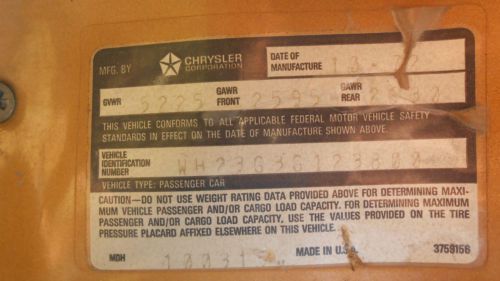 MFG. BY CHRYSLER CORPORATION DATE OF MANUFACTURE
GVWR 5225 GAWR FRONT GAWR REAR
THIS VEHICLE CONFORMS TO ALL APPLICABLE FEDERAL MOTOR VEHICLE SAFETY
STANDARDS IN EFFECT ON THE DATE OF MANUFACTURE SHOWN ABOVE.
VEHICLE IDENTIFICATION NUMBER
VEHICLE TYPE: PASSENGER CAR
CAUTION—DO NOT USE WEIGHT RATING DATA PROVIDED ABOVE FOR DETERMINING MAXI-
MUM VEHICLE PASSENGER AND/OR CARGO LOAD CAPACITY. FOR DETERMINING MAXIMUM
PASSENGER AND/OR CARGO LOAD CAPACITY, USE THE VALUES PROVIDED ON THE TIRE
PRESSURE PLACARD AFFIXED ELSEWHERE ON THIS VEHICLE.
MDH MADE IN U.S.A. 3759156